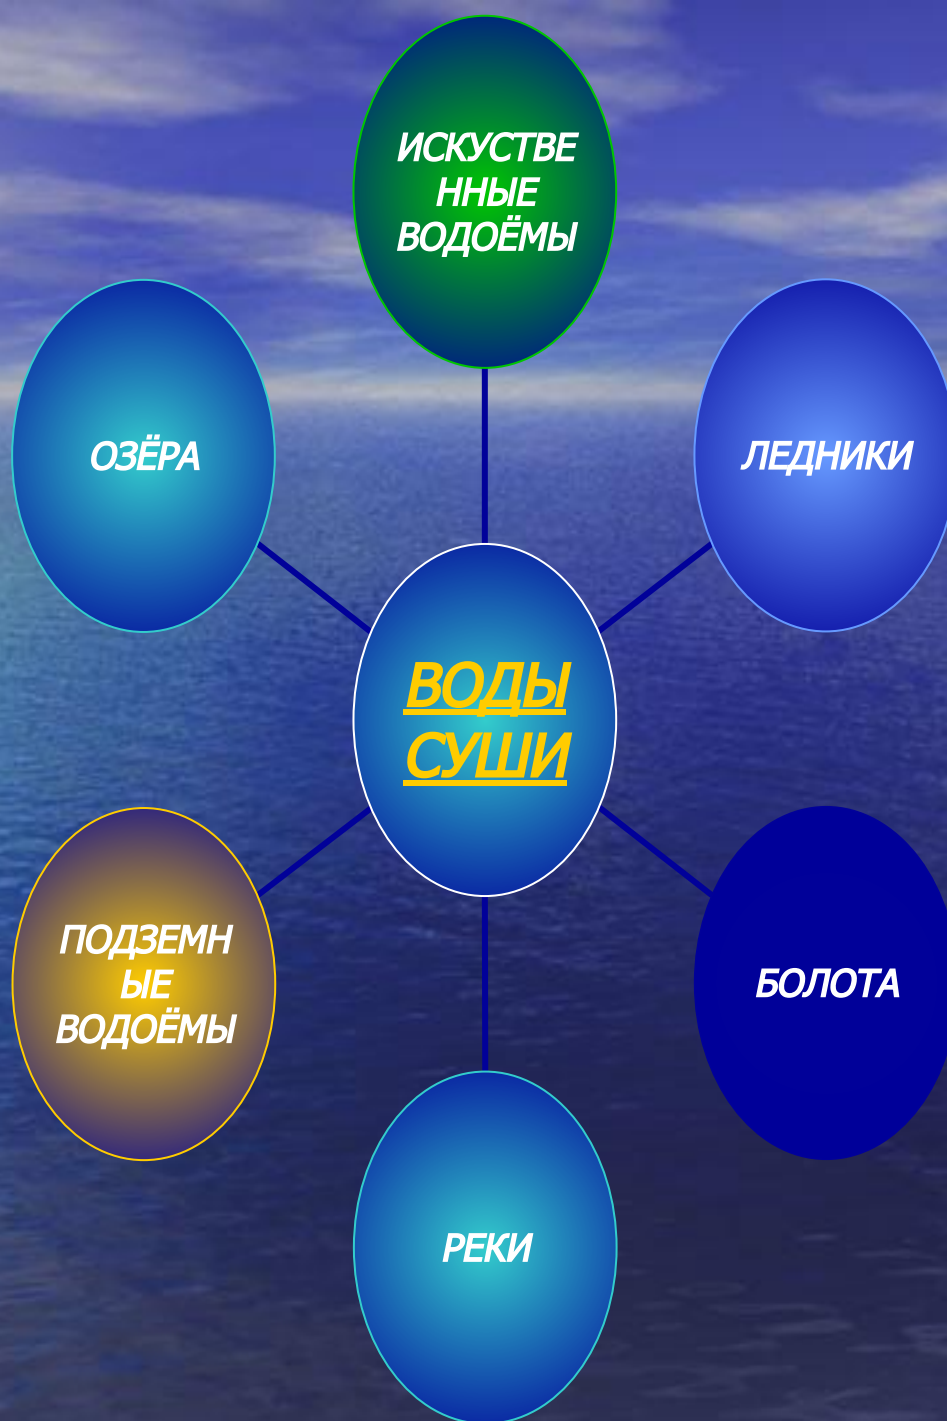 ИСКУСТВЕ
ННЫЕ
ВОДОЁМЫ
ОЗЁРА
ЛЕДНИКИ
ВОДЫ
СУШИ
ПОДЗЕМН
ЫЕ
ВОДОЁМЫ
БОЛОТА
РЕКИ